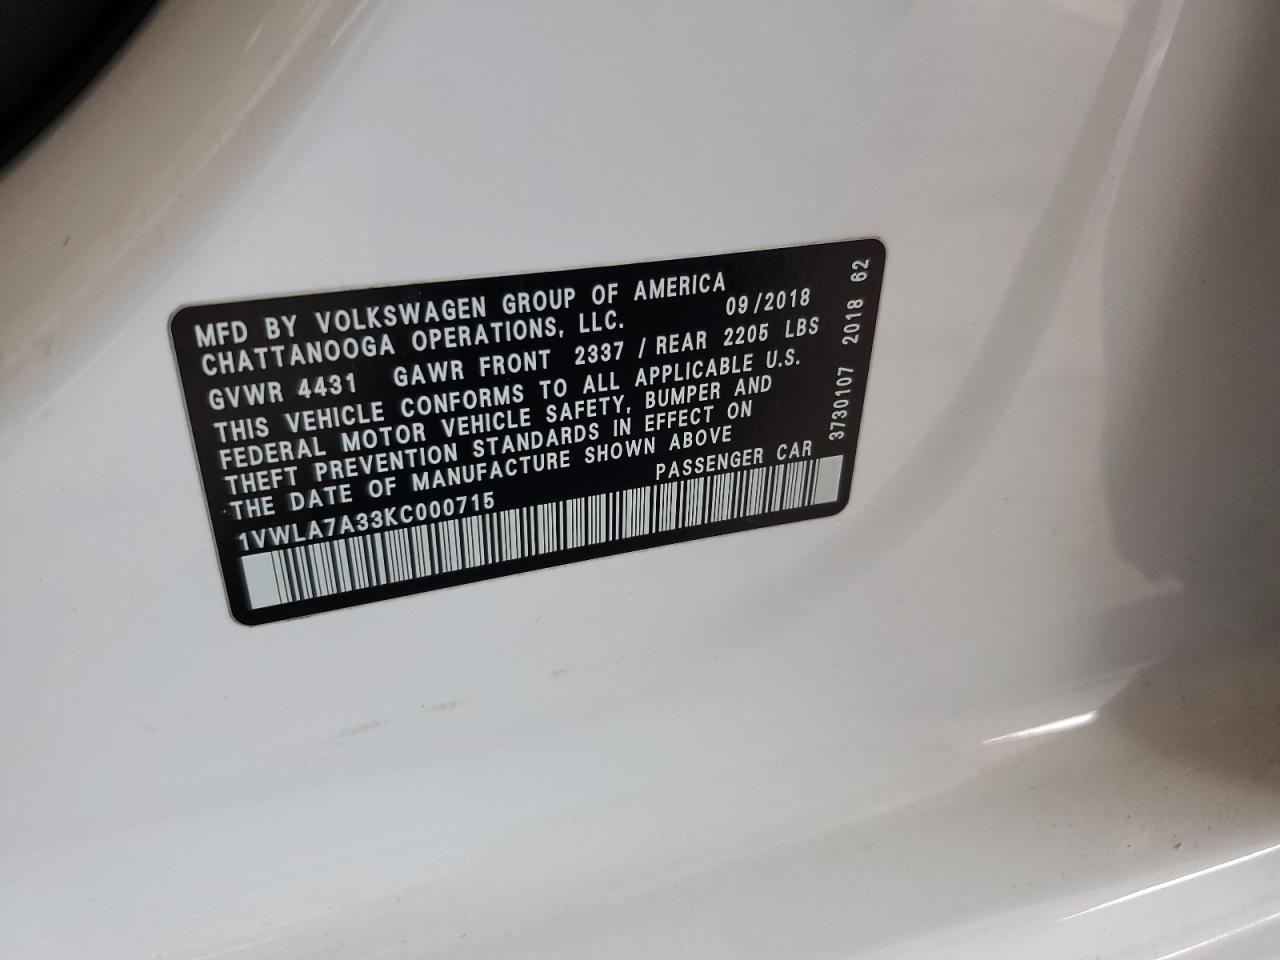 MFD BY VOLKSWAGEN GROUP OF AMERICA
CHATTANOOGA OPERATIONS, LLC. 09/2018
GVWR 4431 GAWR FRONT 2337 / REAR 2205 LBS
THIS VEHICLE CONFORMS TO ALL APPLICABLE U.S.
FEDERAL MOTOR VEHICLE SAFETY, BUMPER AND
THEFT PREVENTION STANDARDS IN EFFECT ON
THE DATE OF MANUFACTURE SHOWN ABOVE
1VWLA7A33KC000715 PASSENGER CAR
3730107 2018 62